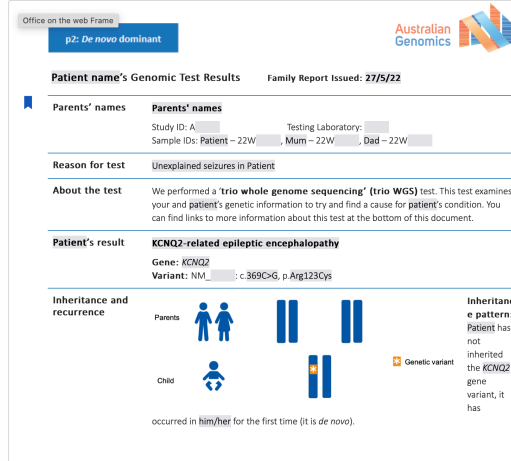 Office on the web Frame
p2: De novo dominant
Australian
Genomics
Patient name's Genomic Test Results Family Report Issued: 27/5/22
Parents' names Parents' names
Study ID: A Testing Laboratory:
Sample IDs: Patient – 22W , Mum – 22W , Dad – 22W
Reason for test Unexplained seizures in Patient
About the test We performed a 'trio whole genome sequencing' (trio WGS) test. This test examines
your and patient's genetic information to try and find a cause for patient's condition. You
can find links to more information about this test at the bottom of this document.
Patient's result KCNQ2-related epileptic encephalopathy
Gene: KCNQ2
Variant: NM_ : c.369C>G, p.Arg123Cys
Inheritance and
recurrence
Parents
Child
Genetic variant
Inheritanc
e pattern:
Patient has
not
inherited
the KCNQ2
gene
variant, it
has
occurred in him/her for the first time (it is de novo).